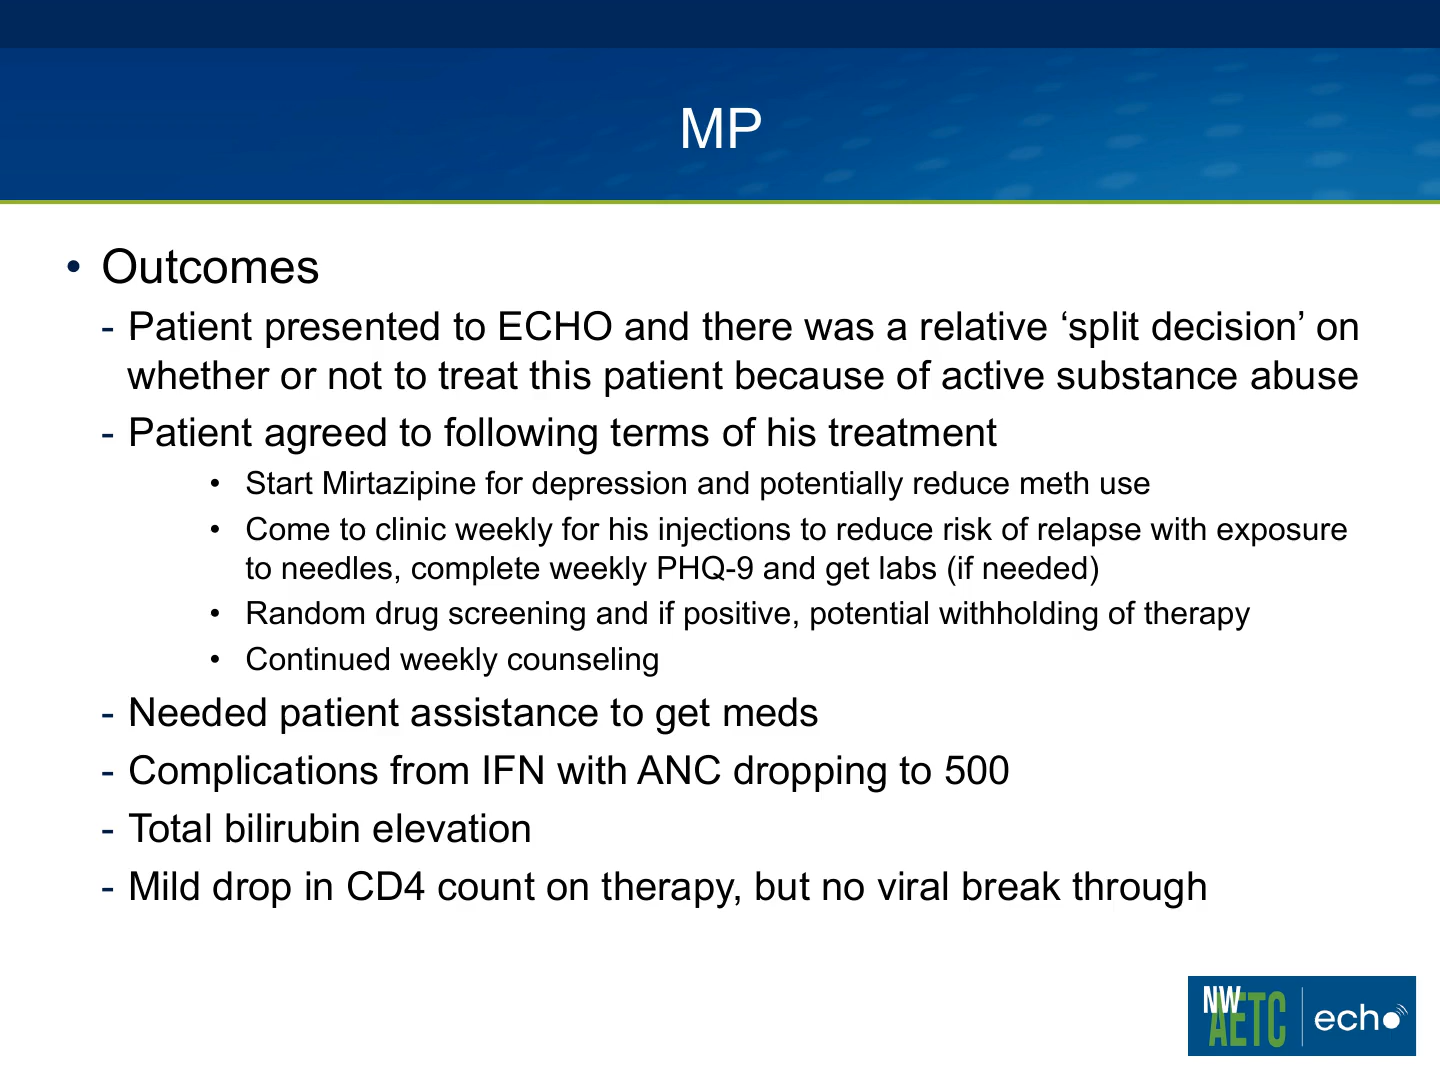 MP
• Outcomes
- Patient presented to ECHO and there was a relative ‘split decision’ on
whether or not to treat this patient because of active substance abuse
- Patient agreed to following terms of his treatment
• Start Mirtazipine for depression and potentially reduce meth use
• Come to clinic weekly for his injections to reduce risk of relapse with exposure
to needles, complete weekly PHQ-9 and get labs (if needed)
• Random drug screening and if positive, potential withholding of therapy
• Continued weekly counseling
- Needed patient assistance to get meds
- Complications from IFN with ANC dropping to 500
- Total bilirubin elevation
- Mild drop in CD4 count on therapy, but no viral break through
NW
AETC
echo